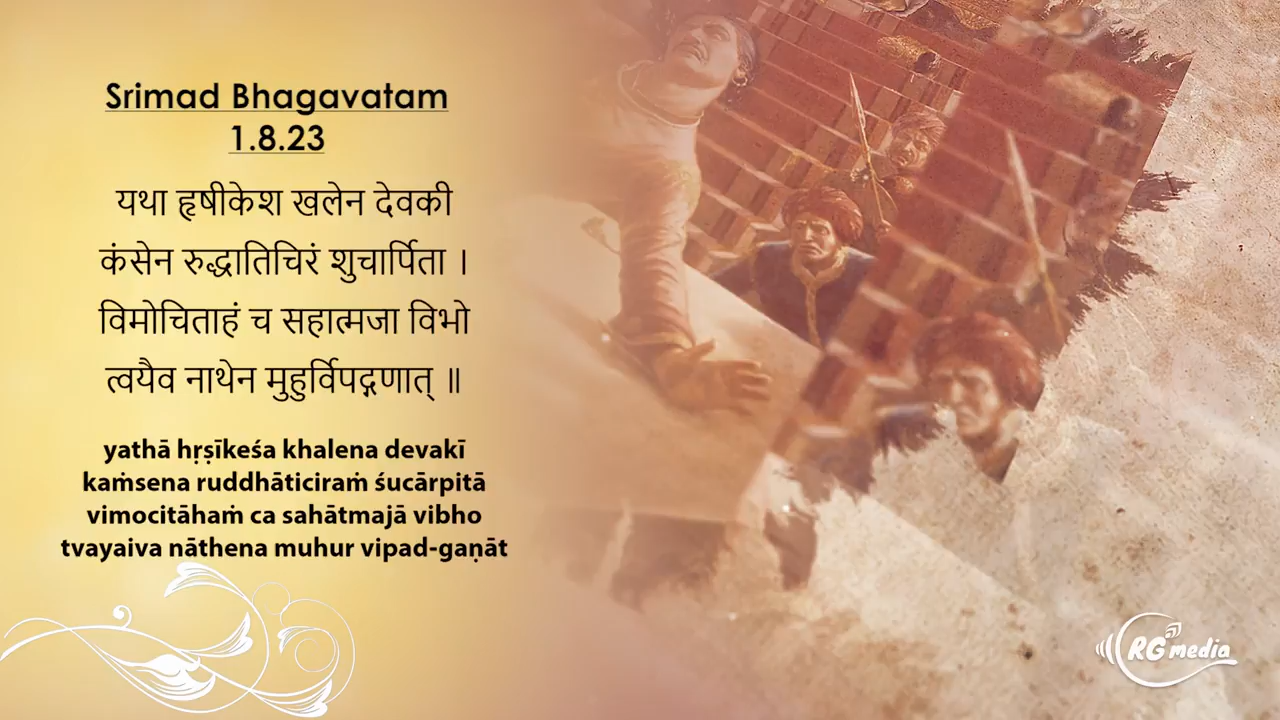 Srimad Bhagavatam
1.8.23
यथा हृषीकेश खलेन देवकी
कंसेन रुद्धातिचिरं शुचार्पिता ।
विमोचिताहं च सहात्मजा विभो
त्वयैव नाथेन मुहुर्विपद्गणात् ॥
yathā hṛṣīkeśa khalena devakī
kaṁsena ruddhāticiraṁ śucārpitā
vimocitāhaṁ ca sahātmajā vibho
tvayaiva nāthena muhur vipad-gaṇāt
RG media